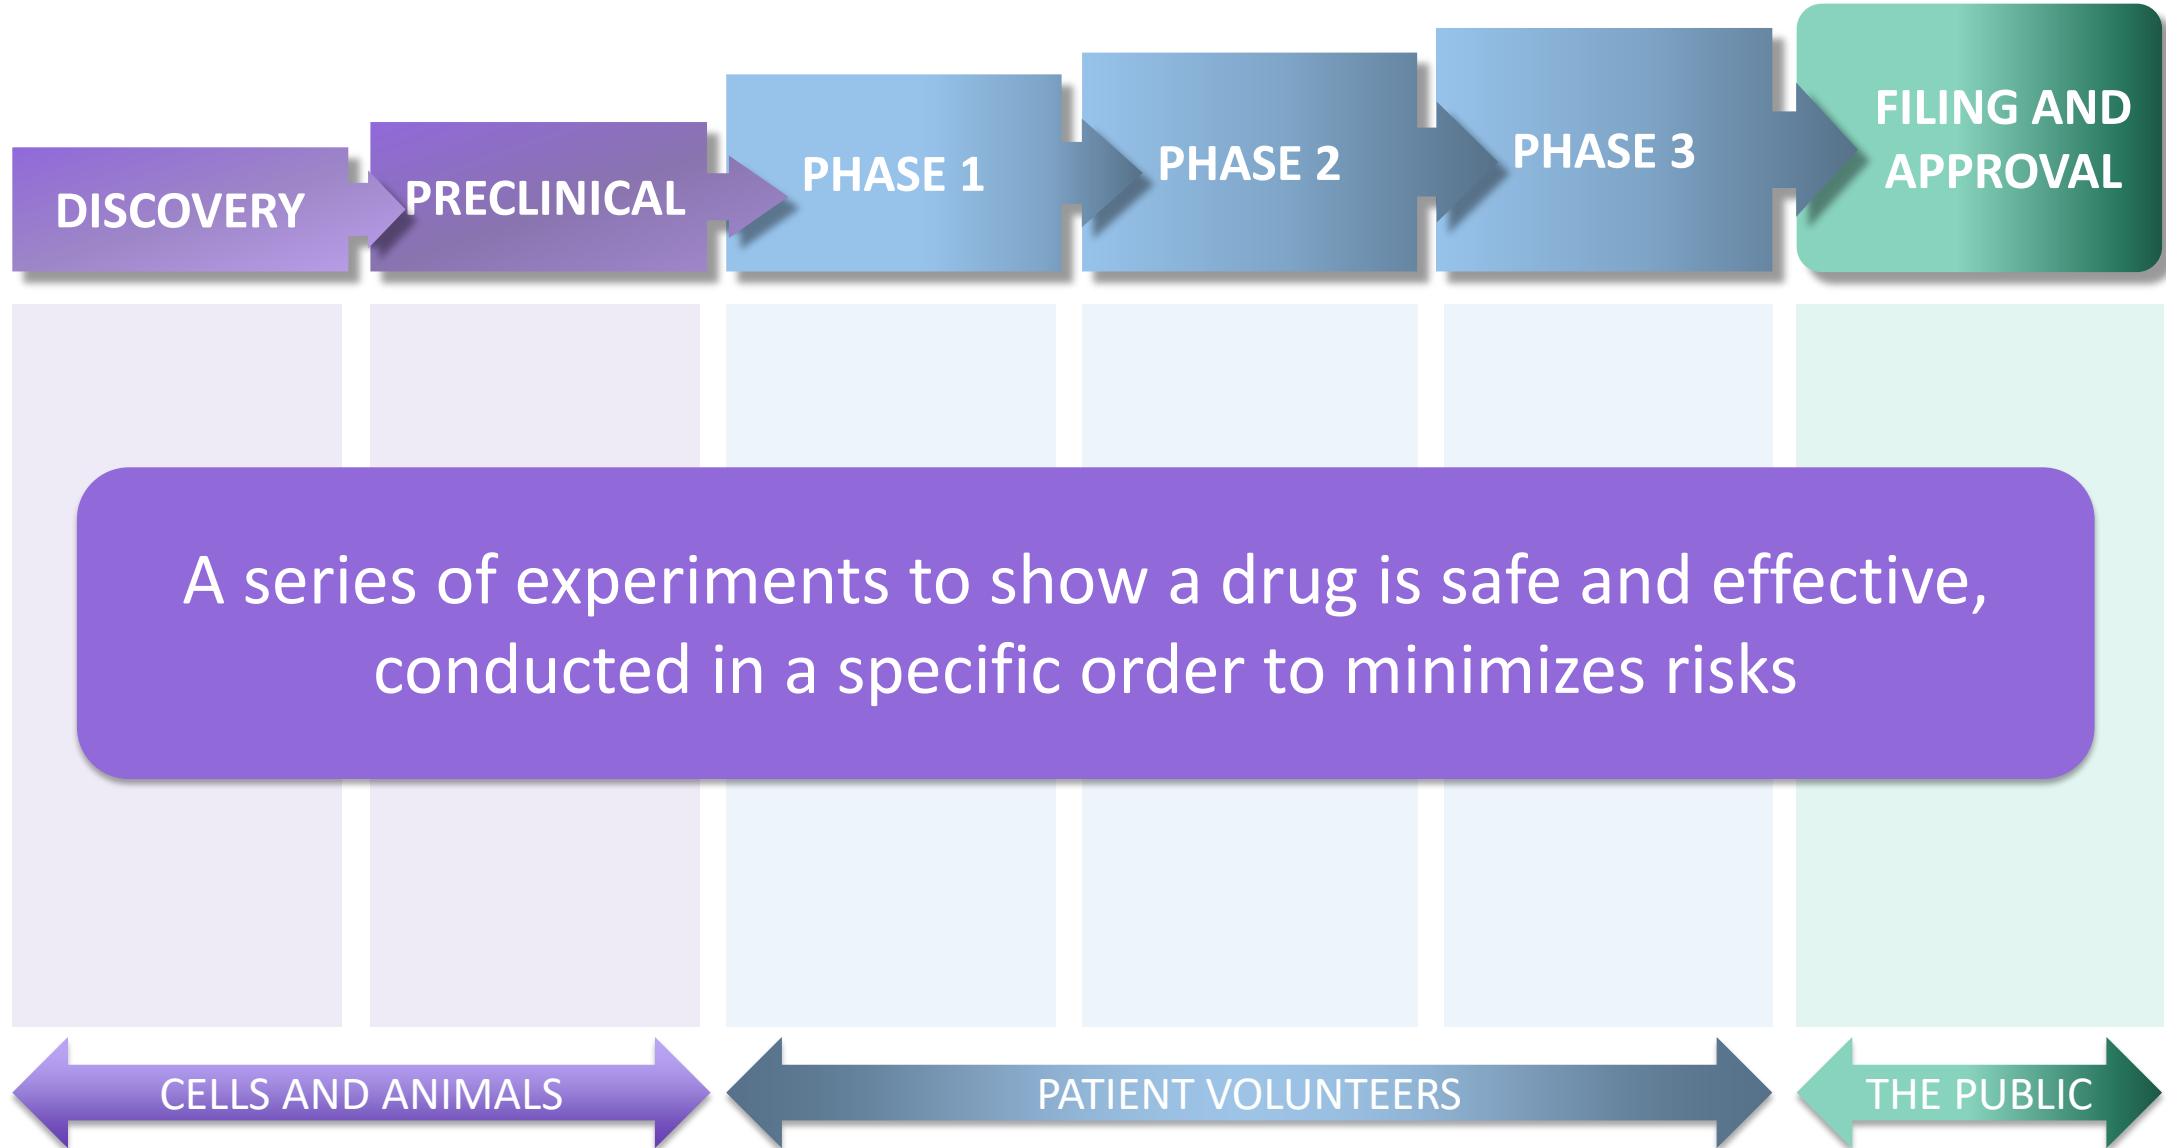 DISCOVERY
PRECLINICAL
PHASE 1
PHASE 2
PHASE 3
FILING AND
APPROVAL
A series of experiments to show a drug is safe and effective,
conducted in a specific order to minimizes risks
CELLS AND ANIMALS
PATIENT VOLUNTEERS
THE PUBLIC